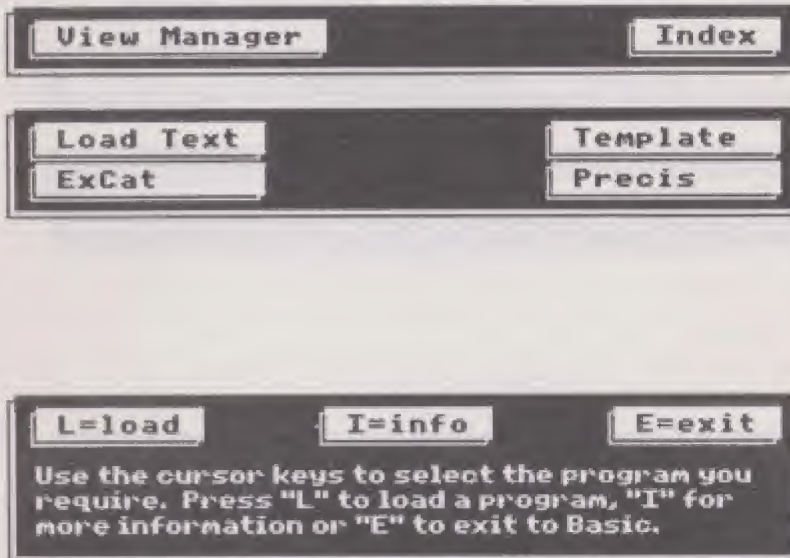 View Manager Index
Load Text Template
ExCat Precis
L=load I=info E=exit
Use the cursor keys to select the program you
require. Press "L" to load a program, "I" for
more information or "E" to exit to Basic.